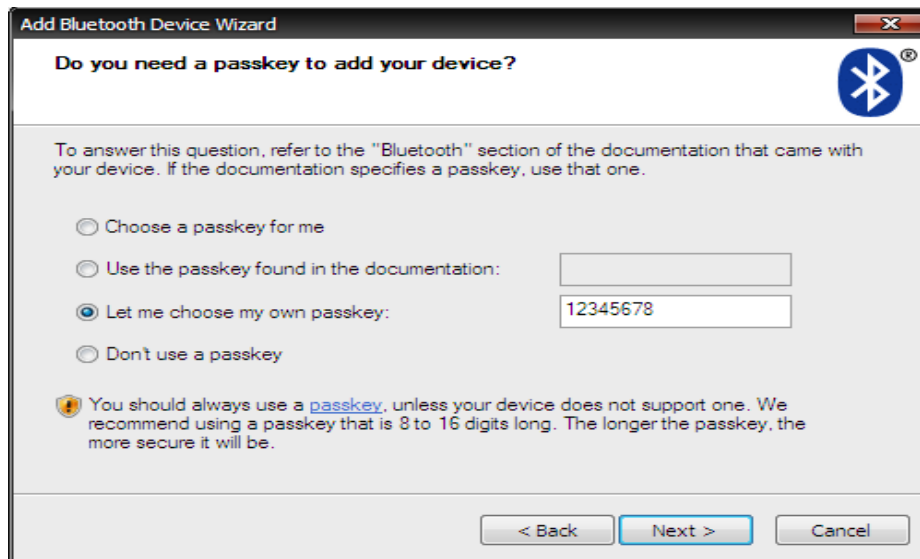 Add Bluetooth Device Wizard
Do you need a passkey to add your device?
®
To answer this question, refer to the "Bluetooth" section of the documentation that came with
your device. If the documentation specifies a passkey, use that one.
Choose a passkey for me
Use the passkey found in the documentation:
Let me choose my own passkey: 12345678
Don't use a passkey
You should always use a passkey, unless your device does not support one. We
recommend using a passkey that is 8 to 16 digits long. The longer the passkey, the
more secure it will be.
< Back Next > Cancel